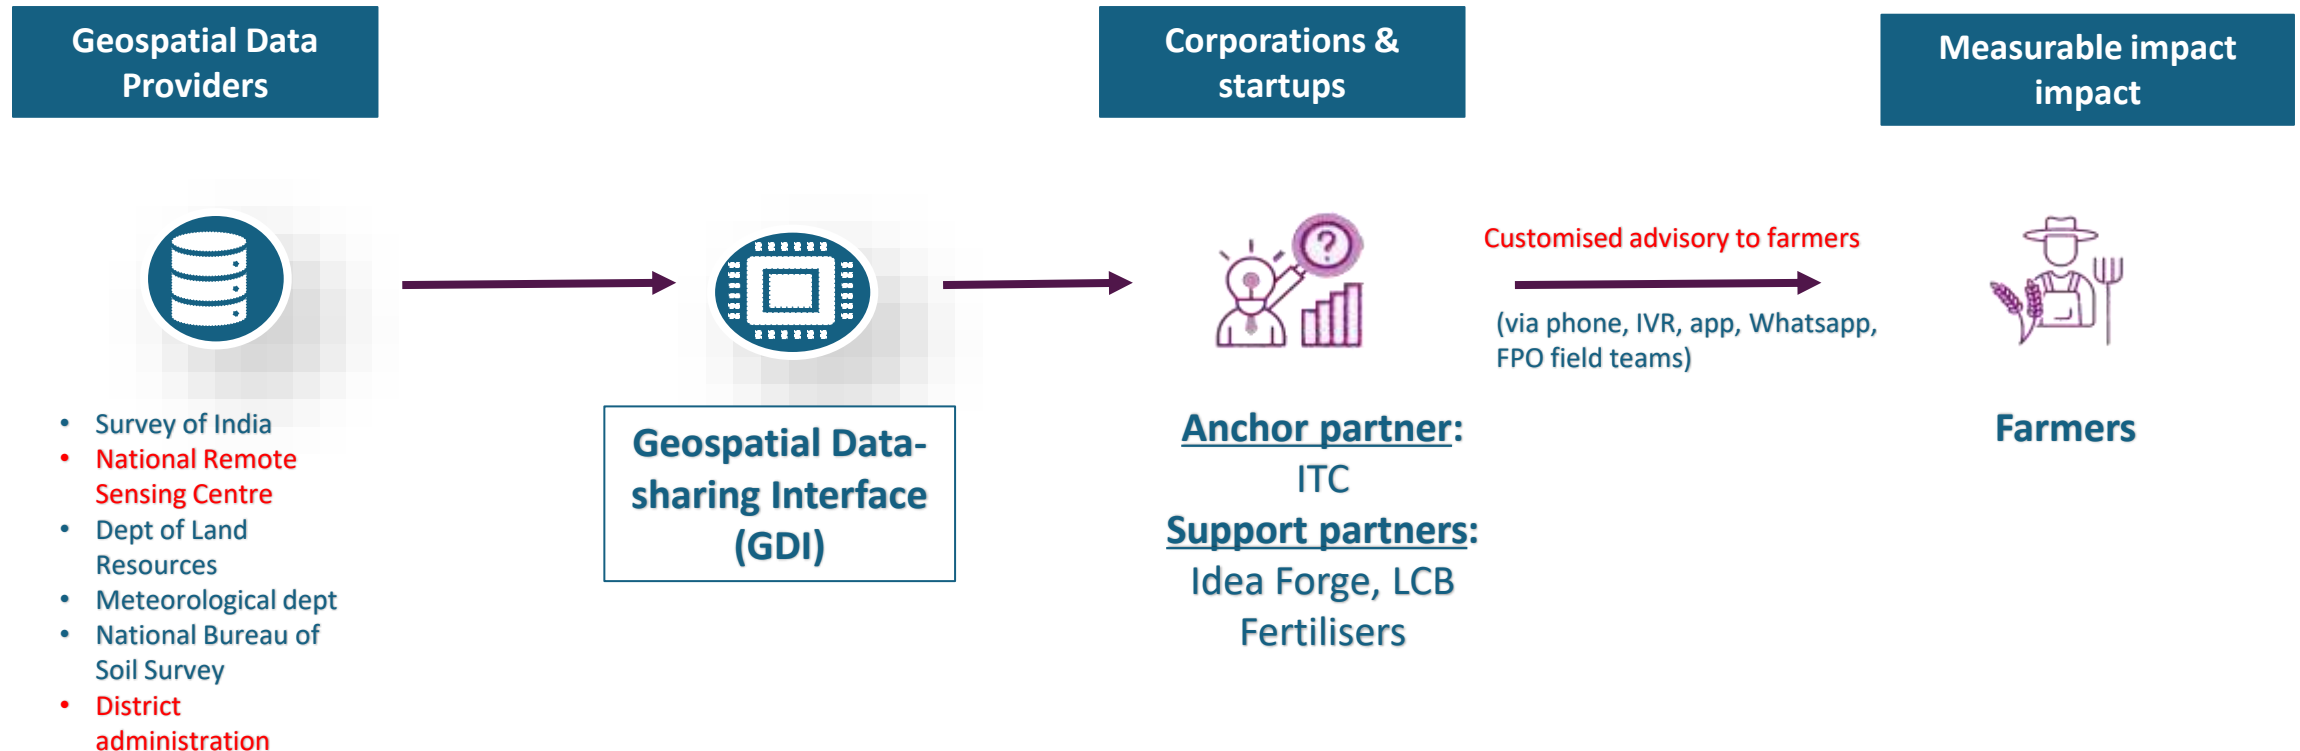 Geospatial Data
Providers
Corporations &
startups
Measurable impact
impact
?
Customised advisory to farmers
(via phone, IVR, app, Whatsapp,
FPO field teams)
• Survey of India
• National Remote
Sensing Centre
• Dept of Land
Resources
• Meteorological dept
• National Bureau of
Soil Survey
• District
administration
Geospatial Data-
sharing Interface
(GDI)
Anchor partner:
ITC
Support partners:
Idea Forge, LCB
Fertilisers
Farmers